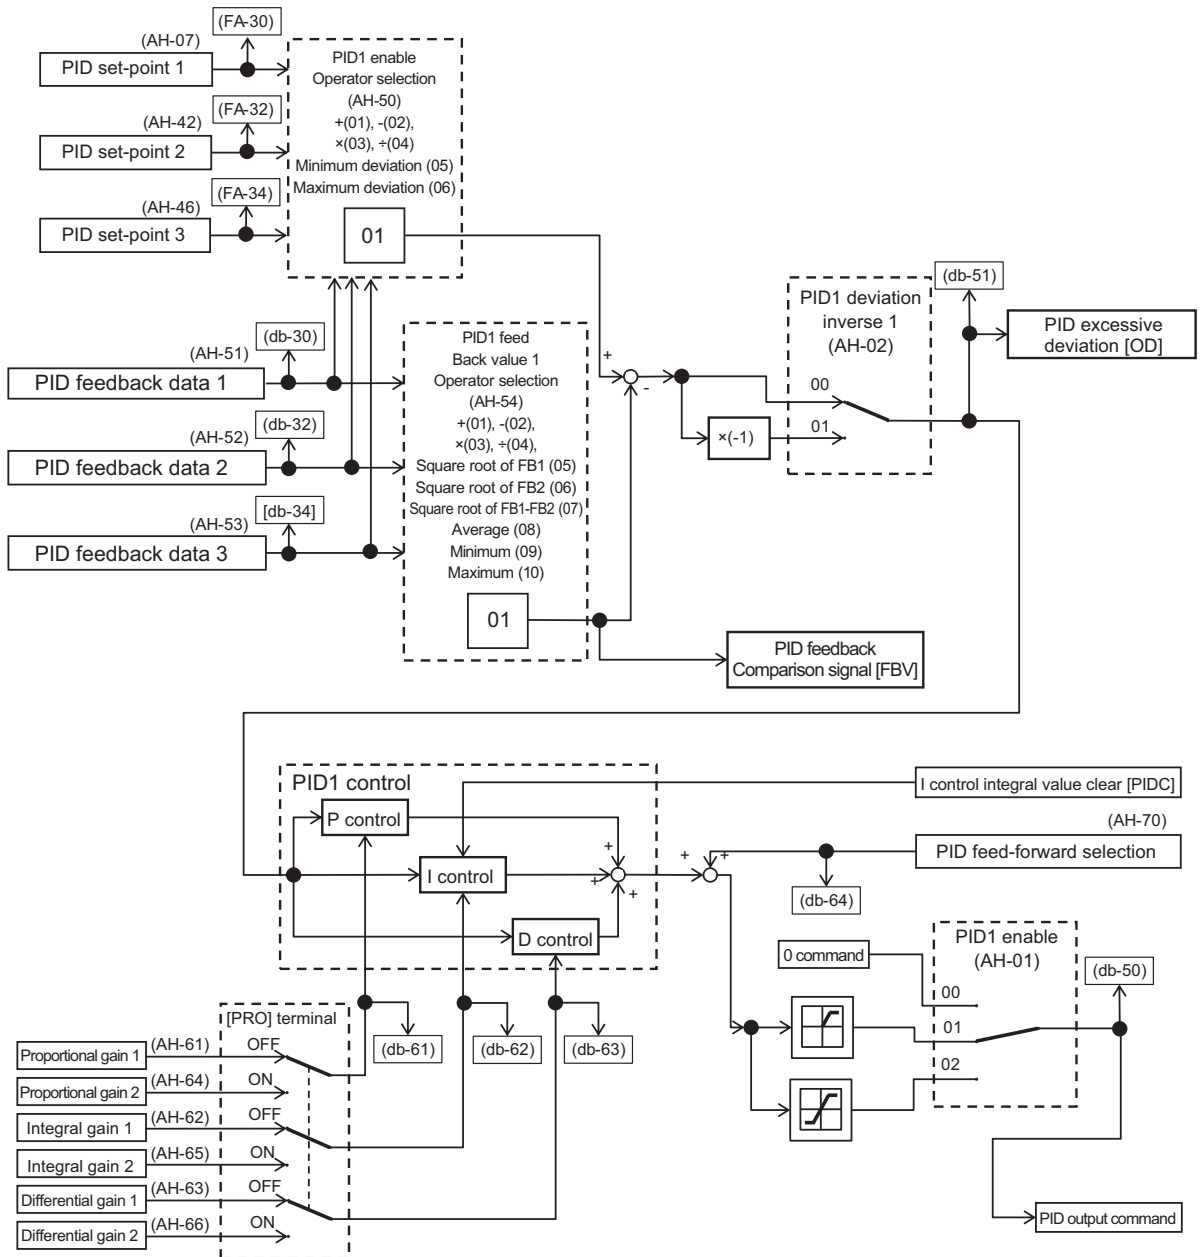 (FA-30)
(AH-07)
PID set-point 1
(FA-32)
(AH-42)
PID set-point 2
(FA-34)
(AH-46)
PID set-point 3
PID1 enable
Operator selection
(AH-50)
+(01), -(02),
×(03), ÷(04)
Minimum deviation (05)
Maximum deviation (06)
01
(db-30)
(AH-51)
PID feedback data 1
(db-32)
(AH-52)
PID feedback data 2
[db-34]
(AH-53)
PID feedback data 3
PID1 feed
Back value 1
Operator selection
(AH-54)
+(01), -(02),
×(03), ÷(04),
Square root of FB1 (05)
Square root of FB2 (06)
Square root of FB1-FB2 (07)
Average (08)
Minimum (09)
Maximum (10)
01
+
-
×(-1)
PID1 deviation
inverse 1
(AH-02)
00
01
(db-51)
PID excessive
deviation [OD]
PID feedback
Comparison signal [FBV]
PID1 control
P control
I control
D control
+
+
+
I control integral value clear [PIDC]
(AH-70)
PID feed-forward selection
+
+
(db-64)
0 command
PID1 enable
(AH-01)
00
01
02
(db-50)
PID output command
(db-61)
(db-62)
(db-63)
[PRO] terminal
Proportional gain 1
(AH-61)
OFF
Proportional gain 2
(AH-64)
ON
Integral gain 1
(AH-62)
OFF
Integral gain 2
(AH-65)
ON
Differential gain 1
(AH-63)
OFF
Differential gain 2
(AH-66)
ON